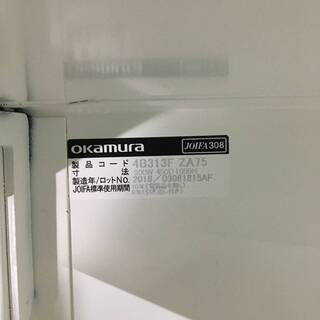 okamura JOIFA308
製品コード 4B313F ZA75
寸法
製造年/ロットNo. 2018 / 03081815AF
JOIFA標準使用期間